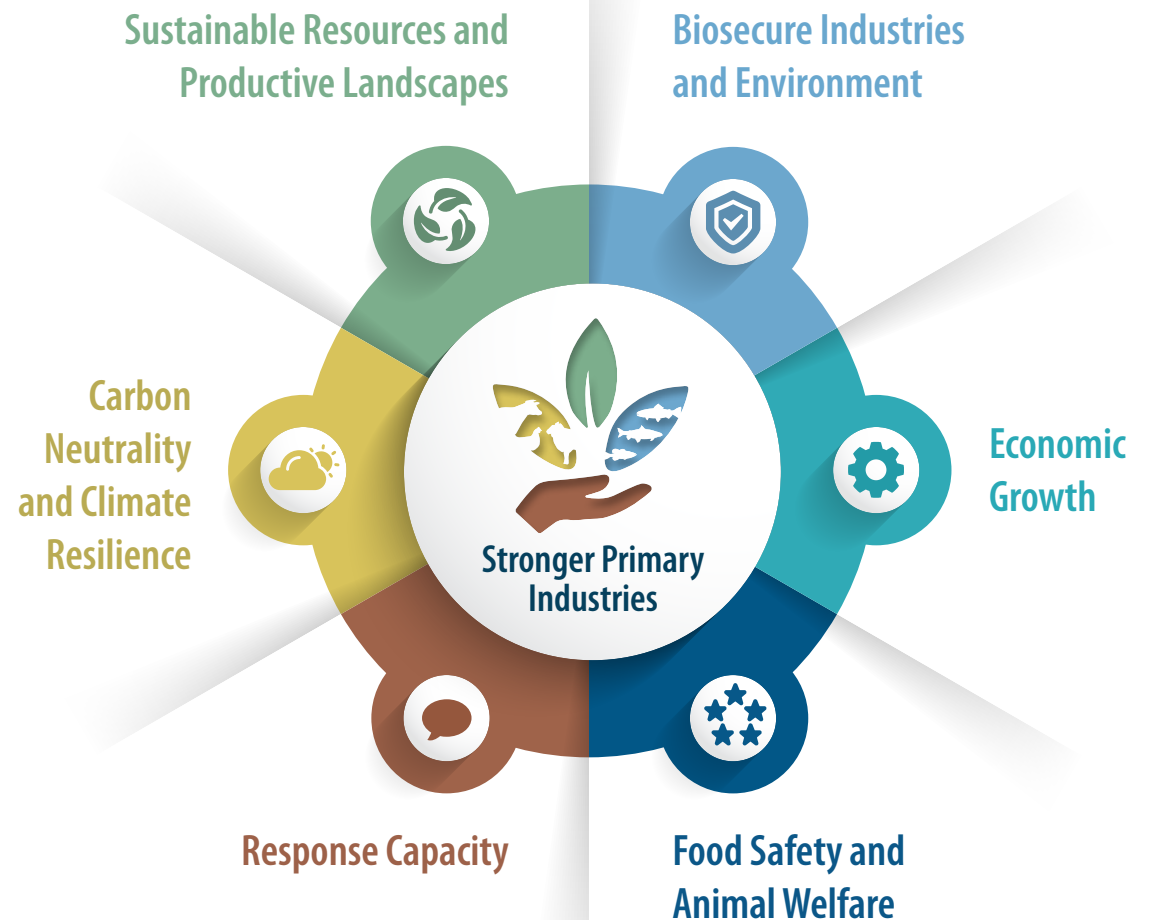 Sustainable Resources and
Productive Landscapes
Biosecure Industries
and Environment
Carbon
Neutrality
and Climate
Resilience
Economic
Growth
Stronger Primary
Industries
Response Capacity
Food Safety and
Animal Welfare